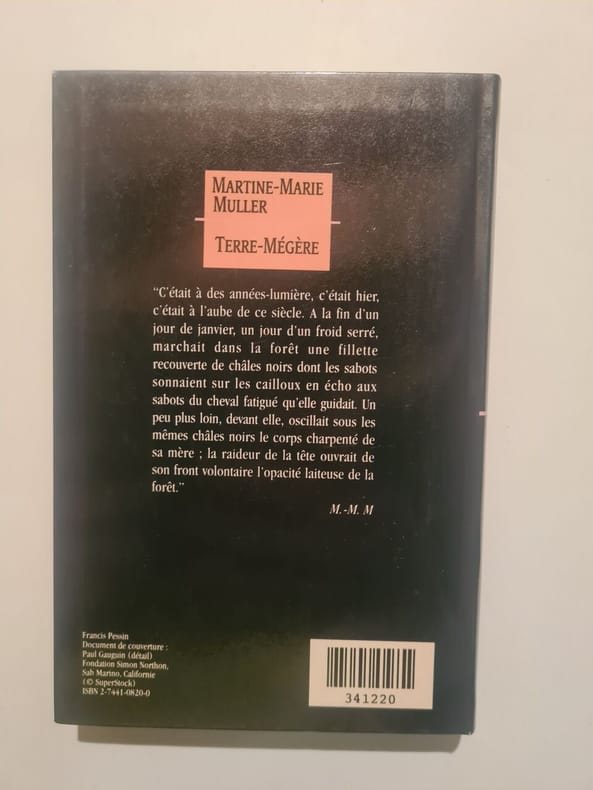 MARTINE-MARIE
MULLER
TERRE-MÉGÈRE
“C'était à des années-lumière, c'était hier,
c'était à l'aube de ce siècle. A la fin d'un
jour de janvier, un jour d'un froid serré,
marchait dans la forêt une fillette
recouverte de châles noirs dont les sabots
sonnaient sur les cailloux en écho aux
sabots du cheval fatigué qu'elle guidait. Un
peu plus loin, devant elle, oscillait sous les
mêmes châles noirs le corps charpenté de
sa mère ; la raideur de la tête ouvrait de
son front volontaire l'opacité laiteuse de la
forêt.”
M.-M. M
Francis Pessin
Document de couverture :
Paul Gauguin (détail)
Fondation Simon Northon,
Sah Marino, Californie
(© SuperStock)
ISBN 2-7441-0820-0
341220